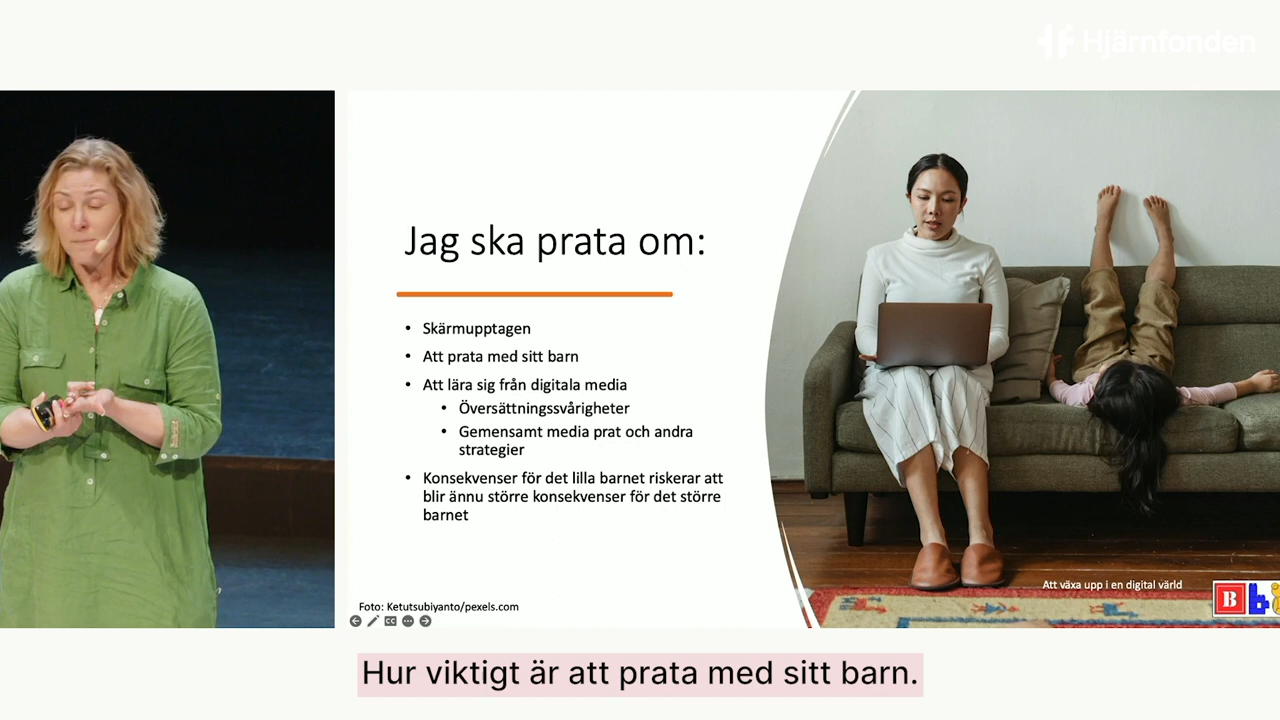 Hjärnfonden
Jag ska prata om:
• Skärmupptagen
• Att prata med sitt barn
• Att lära sig från digitala media
• Översättningssvårigheter
• Gemensamt media prat och andra
strategier
• Konsekvenser för det lilla barnet riskerar att
blir ännu större konsekvenser för det större
barnet
Att växa upp i en digital värld
B
Foto: Ketutsubiyanto/pexels.com
Hur viktigt är att prata med sitt barn.